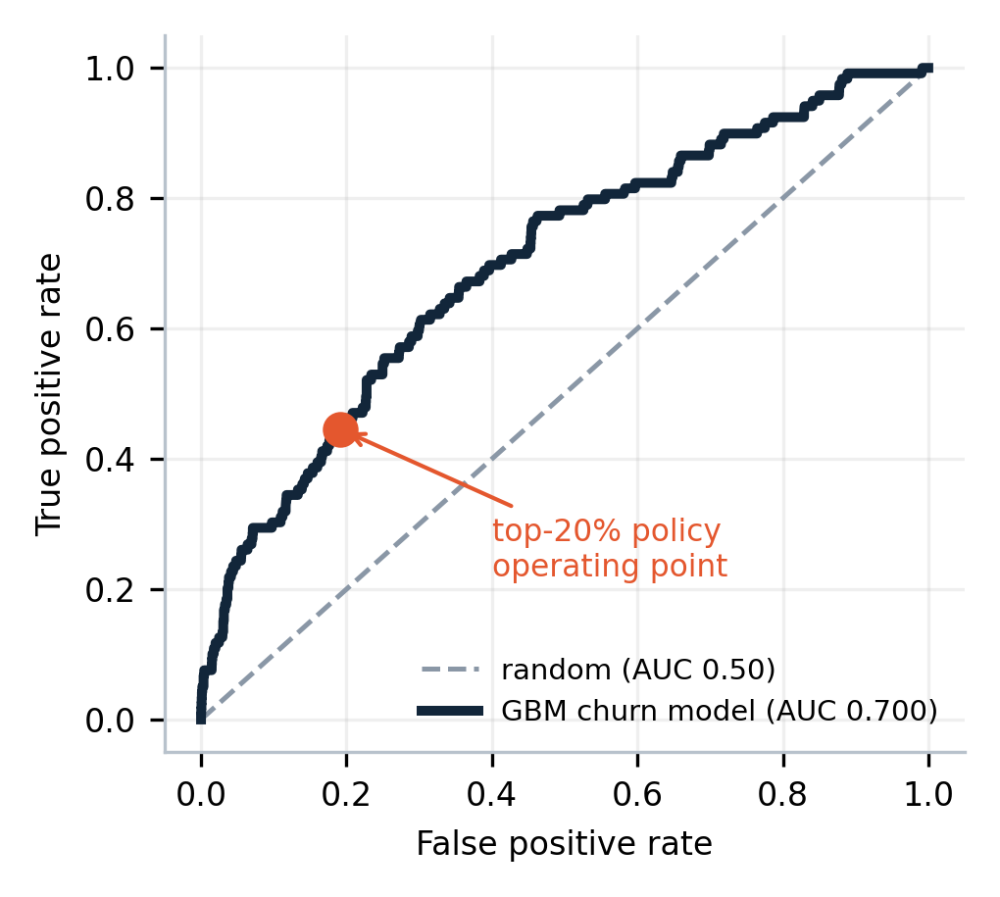 1.0
0.8
0.6
0.4
0.2
0.0
True positive rate
top-20% policy
operating point
random (AUC 0.50)
GBM churn model (AUC 0.700)
0.0 0.2 0.4 0.6 0.8 1.0
False positive rate